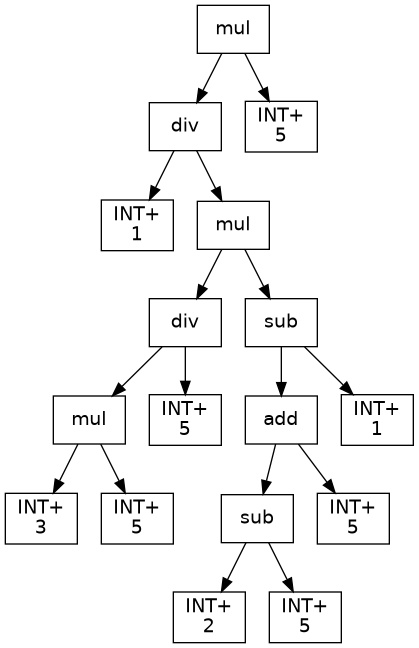 mul
div
INT+
5
INT+
1
mul
div
sub
mul
INT+
5
add
INT+
1
INT+
3
INT+
5
sub
INT+
5
INT+
2
INT+
5